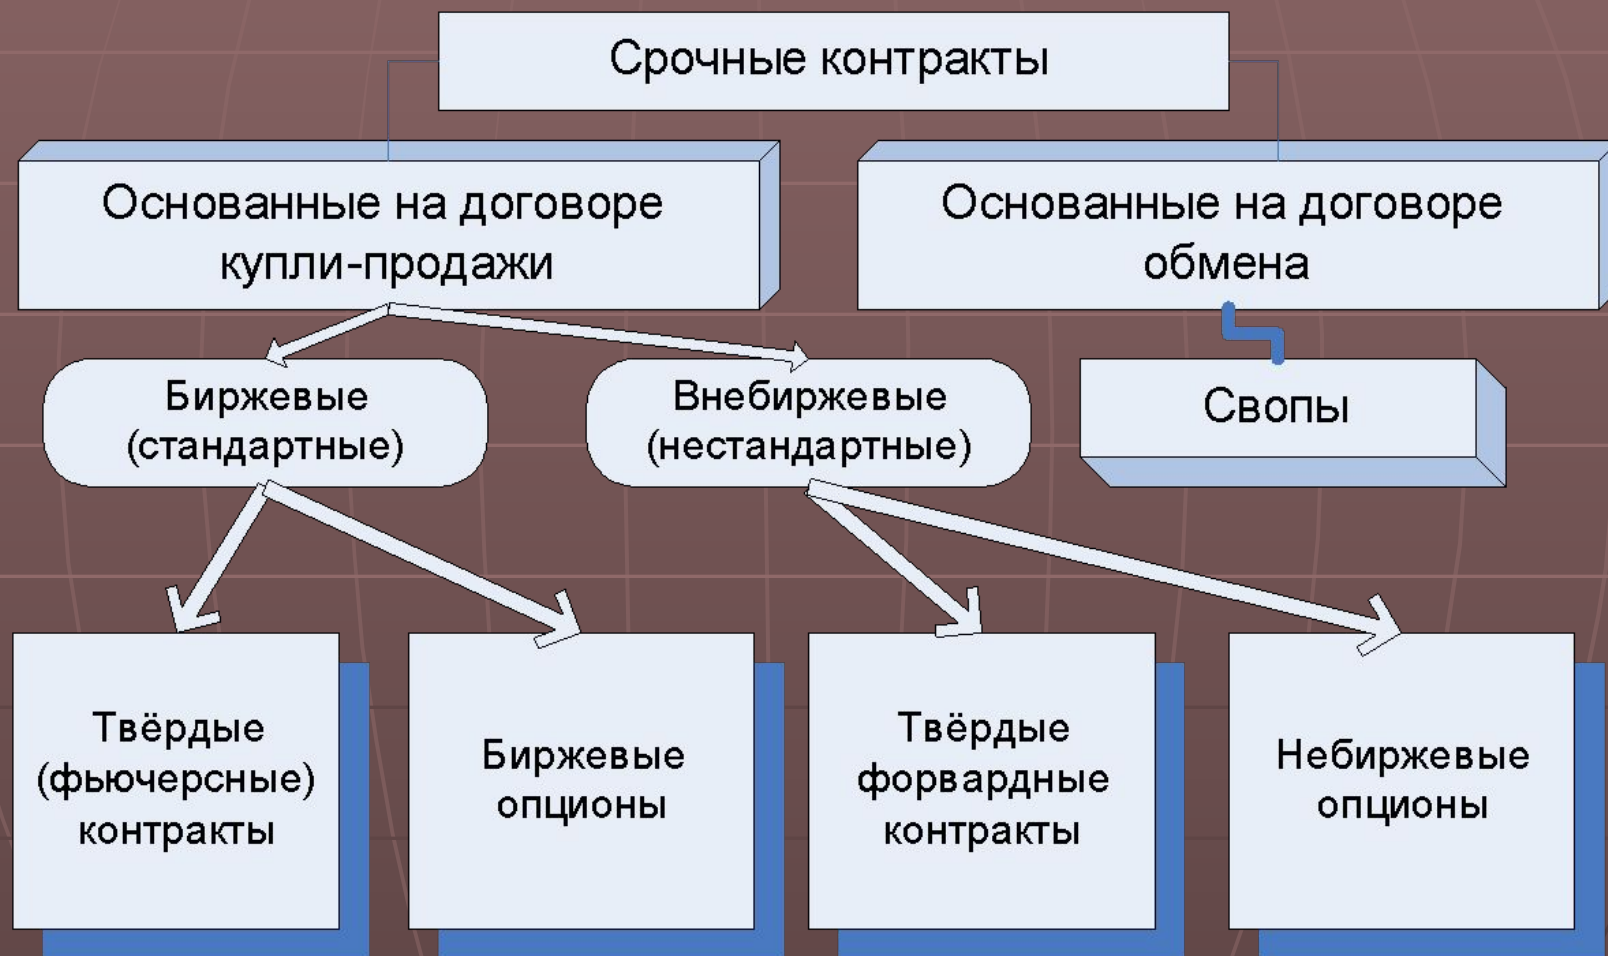 Срочные контракты
Основанные на договоре
купли-продажи
Основанные на договоре
обмена
Биржевые
(стандартные)
Внебиржевые
(нестандартные)
Свопы
Твёрдые
(фьючерсные)
контракты
Биржевые
опционы
Твёрдые
форвардные
контракты
Небиржевые
опционы